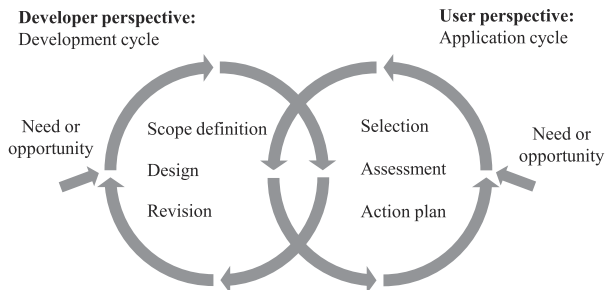 Developer perspective:
Development cycle
User perspective:
Application cycle
Need or
opportunity
Scope definition
Design
Revision
Selection
Assessment
Action plan
Need or
opportunity